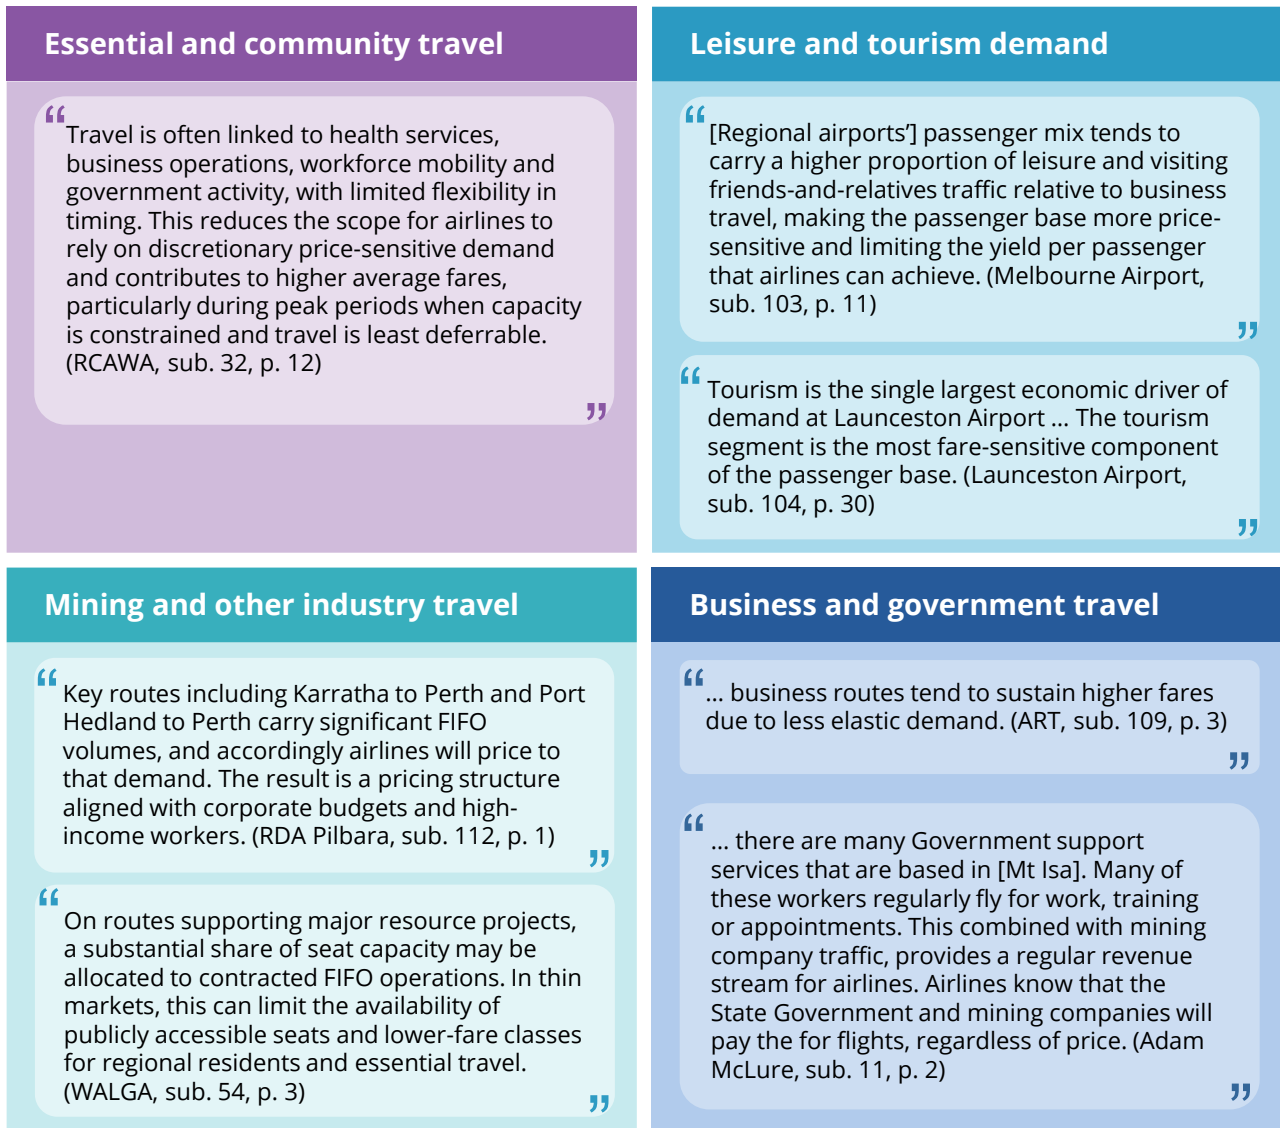 Essential and community travel
“
Travel is often linked to health services,
business operations, workforce mobility and
government activity, with limited flexibility in
timing. This reduces the scope for airlines to
rely on discretionary price-sensitive demand
and contributes to higher average fares,
particularly during peak periods when capacity
is constrained and travel is least deferrable.
(RCAWA, sub. 32, p. 12)
”
Leisure and tourism demand
“
[Regional airports’] passenger mix tends to
carry a higher proportion of leisure and visiting
friends-and-relatives traffic relative to business
travel, making the passenger base more price-
sensitive and limiting the yield per passenger
that airlines can achieve. (Melbourne Airport,
sub. 103, p. 11)
”
“
Tourism is the single largest economic driver of
demand at Launceston Airport ... The tourism
segment is the most fare-sensitive component
of the passenger base. (Launceston Airport,
sub. 104, p. 30)
”
Mining and other industry travel
“
Key routes including Karratha to Perth and Port
Hedland to Perth carry significant FIFO
volumes, and accordingly airlines will price to
that demand. The result is a pricing structure
aligned with corporate budgets and high-
income workers. (RDA Pilbara, sub. 112, p. 1)
”
“
On routes supporting major resource projects,
a substantial share of seat capacity may be
allocated to contracted FIFO operations. In thin
markets, this can limit the availability of
publicly accessible seats and lower-fare classes
for regional residents and essential travel.
(WALGA, sub. 54, p. 3)
”
Business and government travel
“
... business routes tend to sustain higher fares
due to less elastic demand. (ART, sub. 109, p. 3)
”
“
... there are many Government support
services that are based in [Mt Isa]. Many of
these workers regularly fly for work, training
or appointments. This combined with mining
company traffic, provides a regular revenue
stream for airlines. Airlines know that the
State Government and mining companies will
pay the for flights, regardless of price. (Adam
McLure, sub. 11, p. 2)
”